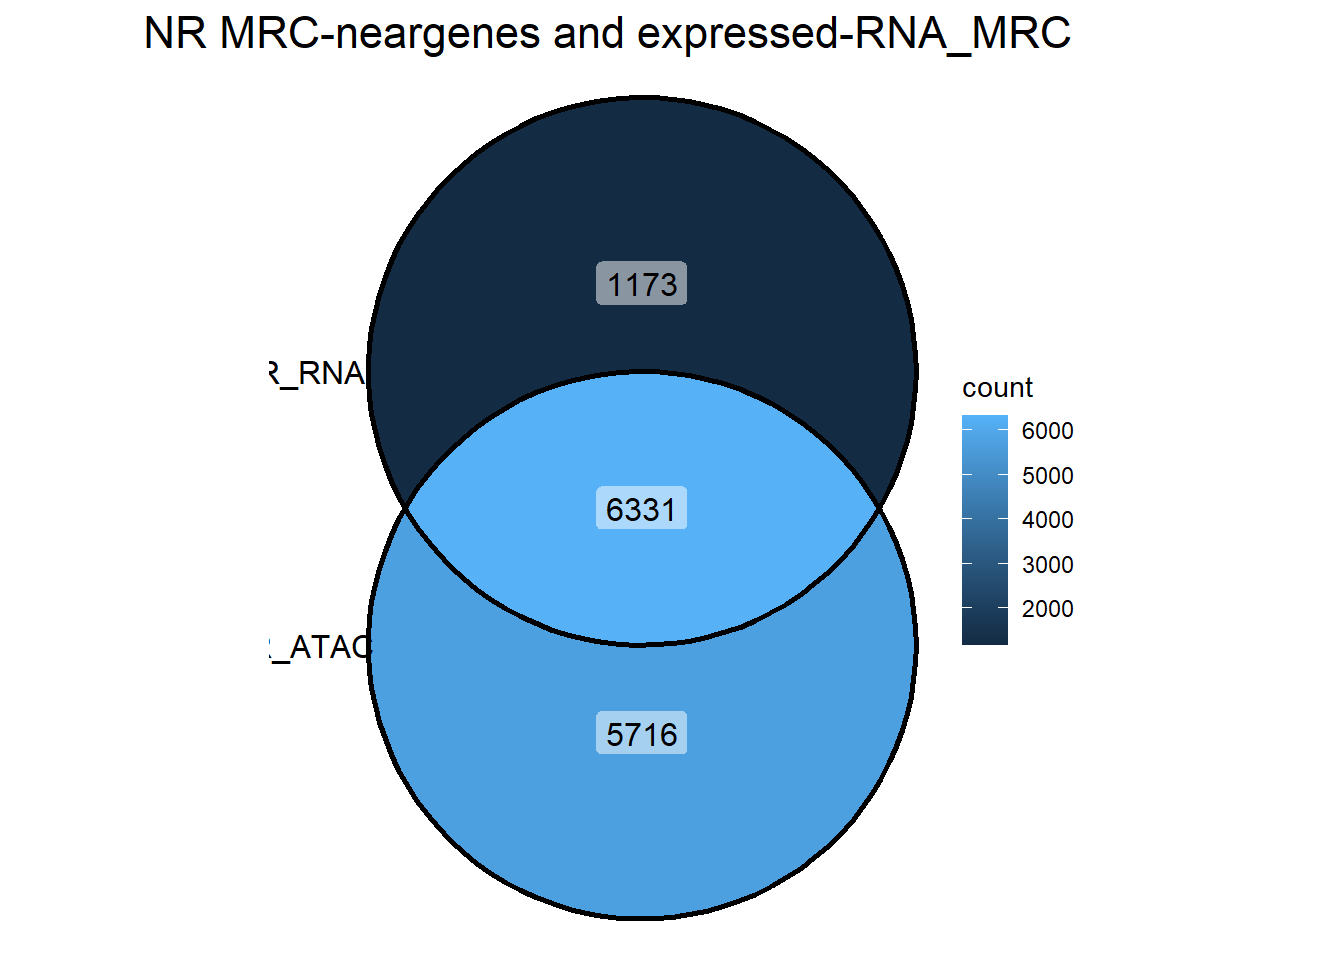 NR MRC-neargenes and expressed-RNA_MRC
1173
R_RNA
count
6000
5000
6331
4000
3000
2000
_ATAC
5716